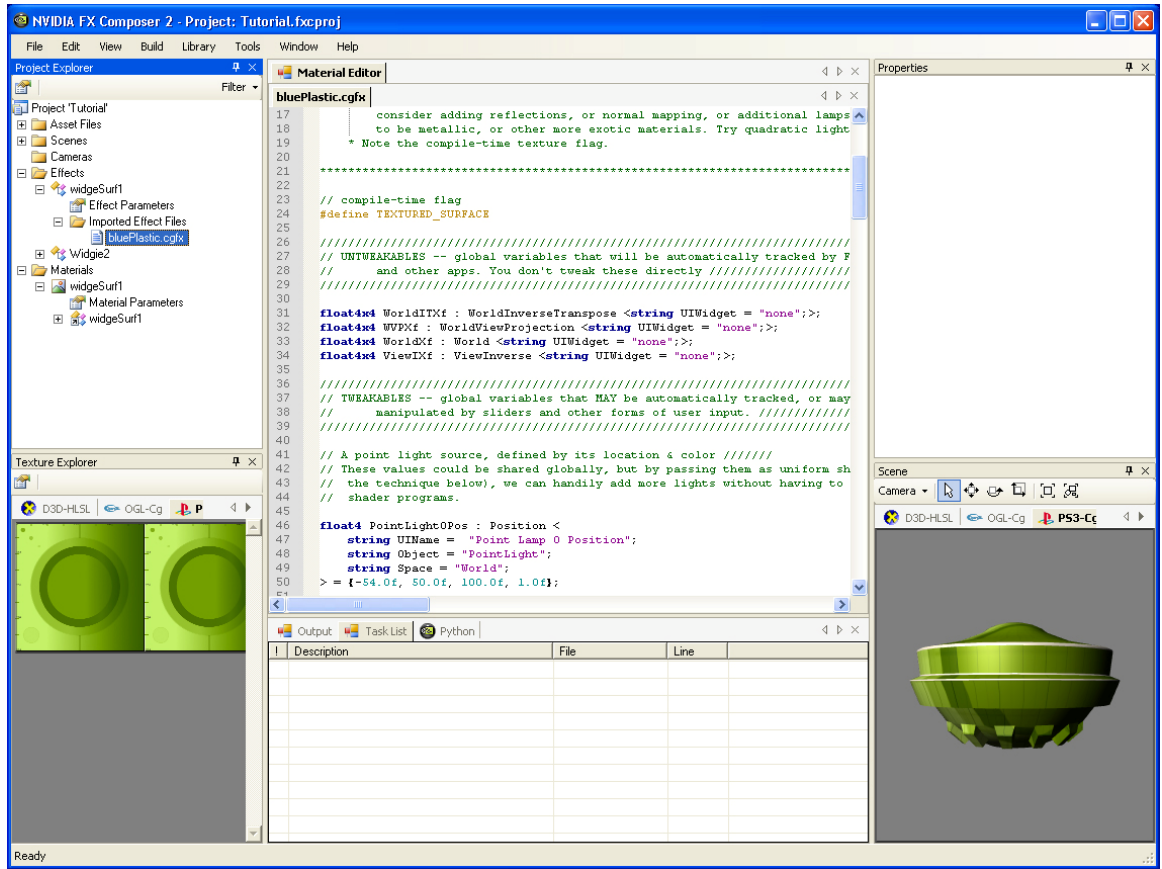 NVIDIA FX Composer 2 - Project: Tutorial.fxcproj
File Edit View Build Library Tools Window Help
Project Explorer
Filter
Project 'Tutorial'
Asset Files
Scenes
Cameras
Effects
widgeSurf1
Effect Parameters
Imported Effect Files
bluePlastic.cgfx
Widgie2
Materials
widgeSurf1
Material Parameters
widgeSurf1
Texture Explorer
D3D-HLSL OGL-Cg P
Material Editor
bluePlastic.cgfx
17 consider adding reflections, or normal mapping, or additional lamps
18 to be metallic, or other more exotic materials. Try quadratic light
19 * Note the compile-time texture flag.
20
21 ***************************************************************************
22
23 // compile-time flag
24 #define TEXTURED_SURFACE
25
26 ///////////////////////////////////////////////////////////////////////////
27 // UNTWEAKABLES -- global variables that will be automatically tracked by F
28 // and other apps. You don't tweak these directly ////////////////////
29 ///////////////////////////////////////////////////////////////////////////
30
31 float4x4 WorldITXf : WorldInverseTranspose <string UIWidget = "none";>;
32 float4x4 WVPXf : WorldViewProjection <string UIWidget = "none";>;
33 float4x4 WorldXf : World <string UIWidget = "none";>;
34 float4x4 ViewIXf : ViewInverse <string UIWidget = "none";>;
35
36 ///////////////////////////////////////////////////////////////////////////
37 // TWEAKABLES -- global variables that MAY be automatically tracked, or may
38 // manipulated by sliders and other forms of user input. /////////////
39 ///////////////////////////////////////////////////////////////////////////
40
41 // A point light source, defined by its location & color ///////
42 // These values could be shared globally, but by passing them as uniform sh
43 // the technique below), we can handily add more lights without having to
44 // shader programs.
45
46 float4 PointLight0Pos : Position <
47 string UIName = "Point Lamp 0 Position";
48 string Object = "PointLight";
49 string Space = "World";
50 > = {-54.0f, 50.0f, 100.0f, 1.0f};
51
Output Task List Python
! Description File Line
Properties
Scene
Camera
D3D-HLSL OGL-Cg PS3-Cg
Ready